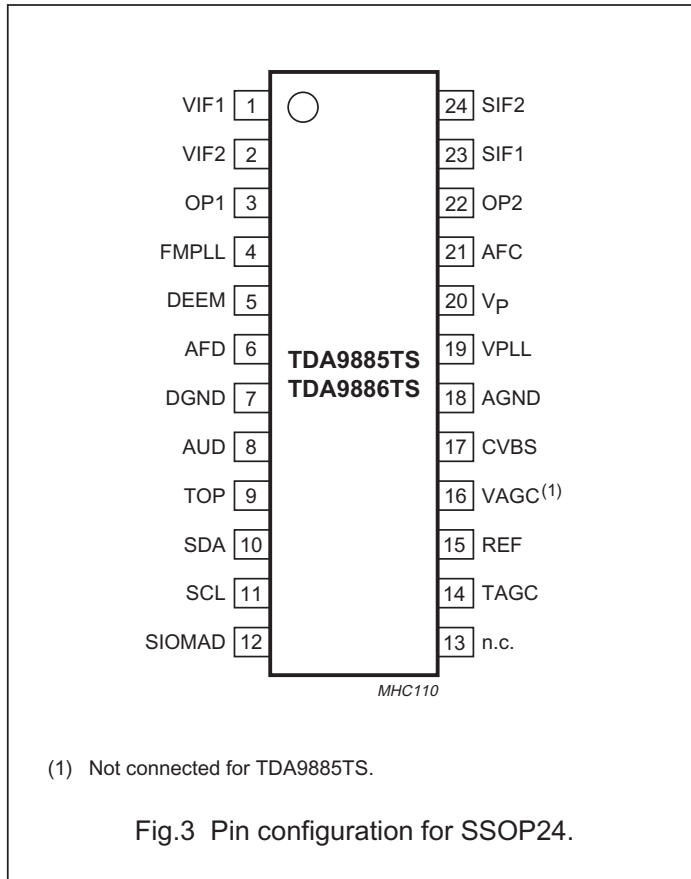 VIF1 1 24 SIF2
VIF2 2 23 SIF1
OP1 3 22 OP2
FMPLL 4 21 AFC
DEEM 5 20 VP
AFD 6 19 VPLL
TDA9885TS
TDA9886TS
DGND 7 18 AGND
AUD 8 17 CVBS
TOP 9 16 VAGC(1)
SDA 10 15 REF
SCL 11 14 TAGC
SIOMAD 12 13 n.c.
MHC110
(1) Not connected for TDA9885TS.
Fig.3 Pin configuration for SSOP24.